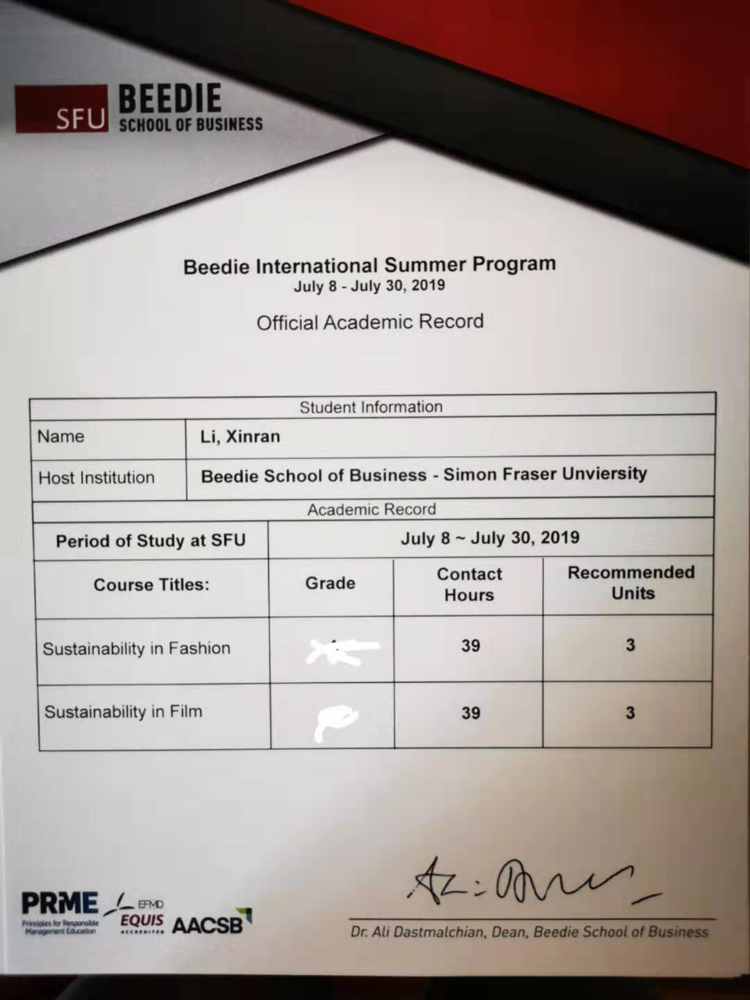 SFU
BEEDIE
SCHOOL OF BUSINESS
Beedie International Summer Program
July 8 - July 30, 2019
Official Academic Record
Student Information
Name Li, Xinran
Host Institution Beedie School of Business - Simon Fraser Unviersity
Academic Record
Period of Study at SFU July 8 ~ July 30, 2019
Course Titles: Grade Contact Hours Recommended Units
Sustainability in Fashion 39 3
Sustainability in Film 39 3
PRME
Principles for Responsible
Management Education
EFMD
EQUIS
ACCREDITED
AACSB
Dr. Ali Dastmalchian, Dean, Beedie School of Business